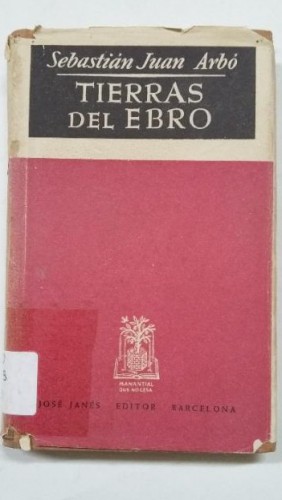 Sebastián Juan Arbó
TIERRAS
DEL EBRO
MANANTIAL
QUE NO CESA
JOSÉ JANÉS EDITOR BARCELONA